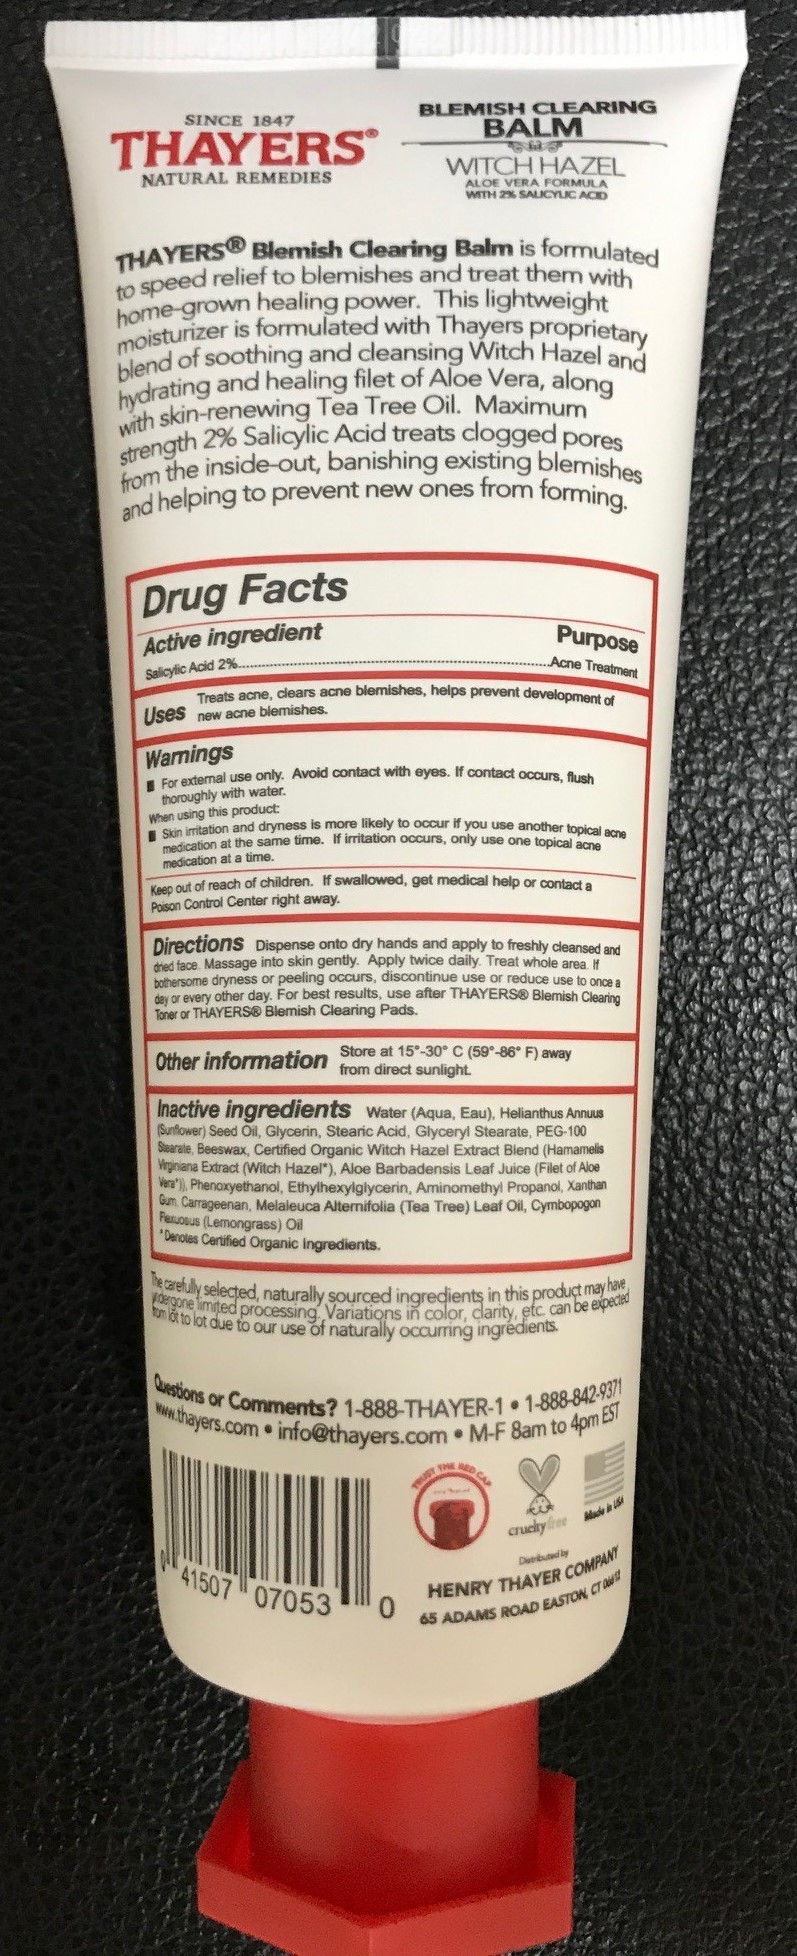 SINCE 1847
THAYERS®
NATURAL REMEDIES
BLEMISH CLEARING
BALM
WITCH HAZEL
ALOE VERA FORMULA
WITH 2% SALICYLIC ACID
THAYERS® Blemish Clearing Balm is formulated
to speed relief to blemishes and treat them with
home-grown healing power. This lightweight
moisturizer is formulated with Thayers proprietary
blend of soothing and cleansing Witch Hazel and
hydrating and healing filet of Aloe Vera, along
with skin-renewing Tea Tree Oil. Maximum
strength 2% Salicylic Acid treats clogged pores
from the inside-out, banishing existing blemishes
and helping to prevent new ones from forming.
Drug Facts
Active ingredient Purpose
Salicylic Acid 2%..........Acne Treatment
Uses Treats acne, clears acne blemishes, helps prevent development of
new acne blemishes.
Warnings
■ For external use only. Avoid contact with eyes. If contact occurs, flush
thoroughly with water.
When using this product:
■ Skin irritation and dryness is more likely to occur if you use another topical acne
medication at the same time. If irritation occurs, only use one topical acne
medication at a time.
Keep out of reach of children. If swallowed, get medical help or contact a
Poison Control Center right away.
Directions Dispense onto dry hands and apply to freshly cleansed and
dried face. Massage into skin gently. Apply twice daily. Treat whole area. If
bothersome dryness or peeling occurs, discontinue use or reduce use to once a
day or every other day. For best results, use after THAYERS® Blemish Clearing
Toner or THAYERS® Blemish Clearing Pads.
Other information Store at 15°-30° C (59°-86° F) away
from direct sunlight.
Inactive ingredients Water (Aqua, Eau), Helianthus Annuus
(Sunflower) Seed Oil, Glycerin, Stearic Acid, Glyceryl Stearate, PEG-100
Stearate, Beeswax, Certified Organic Witch Hazel Extract Blend (Hamamelis
Virginiana Extract (Witch Hazel*), Aloe Barbadensis Leaf Juice (Filet of Aloe
Vera*)), Phenoxyethanol, Ethylhexylglycerin, Aminomethyl Propanol, Xanthan
Gum, Carrageenan, Melaleuca Alternifolia (Tea Tree) Leaf Oil, Cymbopogon
Flexuosus (Lemongrass) Oil
*Denotes Certified Organic Ingredients.
The carefully selected, naturally sourced ingredients in this product may have
undergone limited processing. Variations in color, clarity, etc. can be expected
from lot to lot due to our use of naturally occurring ingredients.
Questions or Comments? 1-888-THAYER-1 • 1-888-842-9371
www.thayers.com • info@thayers.com • M-F 8am to 4pm EST
TRUST THE RED CAP
crueltyfree
Made in USA
Distributed by
HENRY THAYER COMPANY
65 ADAMS ROAD EASTON, CT 06612
0 41507 07053 0